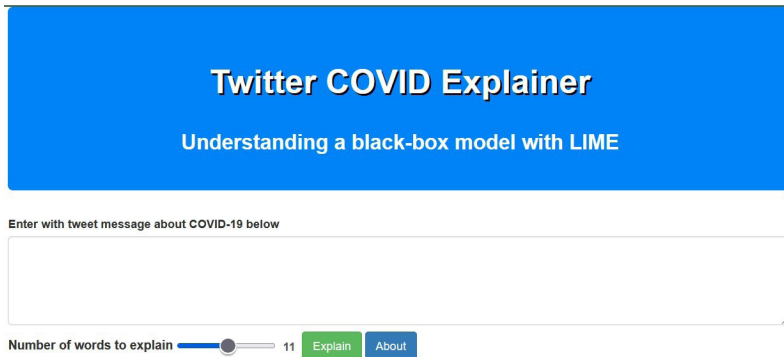 Twitter COVID Explainer
Understanding a black-box model with LIME
Enter with tweet message about COVID-19 below
Number of words to explain 11 Explain About